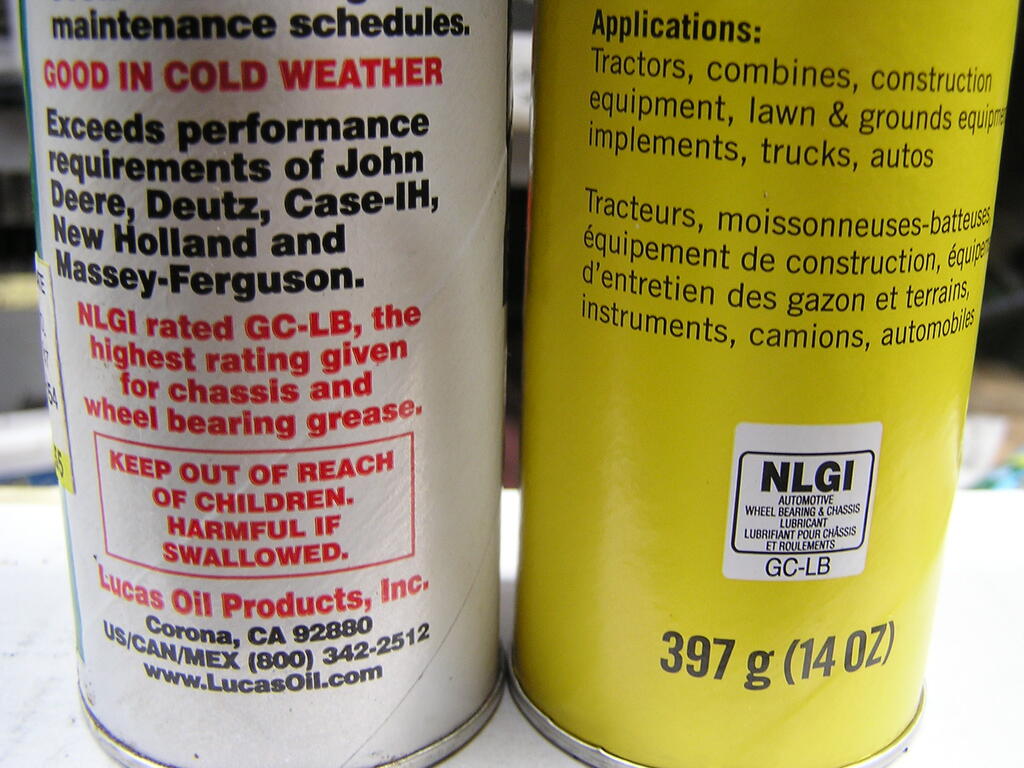 maintenance schedules.
GOOD IN COLD WEATHER
Exceeds performance
requirements of John
Deere, Deutz, Case-IH,
New Holland and
Massey-Ferguson.
NLGI rated GC-LB, the
highest rating given
for chassis and
wheel bearing grease.
KEEP OUT OF REACH
OF CHILDREN.
HARMFUL IF
SWALLOWED.
Lucas Oil Products, Inc.
Corona, CA 92880
US/CAN/MEX (800) 342-2512
www.LucasOil.com
Applications:
Tractors, combines, construction
equipment, lawn & grounds
implements, trucks, autos
Tracteurs, moissonneuses-batteuses,
équipement de construction,
d'entretien des gazon et terrains,
instruments, camions, automobiles
NLGI
AUTOMOTIVE
WHEEL BEARING & CHASSIS
LUBRICANT
LUBRIFIANT POUR CHÂSSIS
ET ROULEMENTS
GC-LB
397 g (14 OZ)